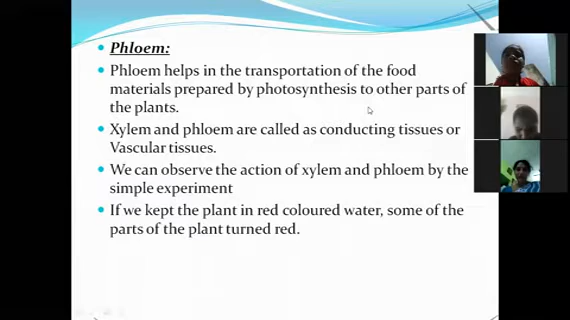 Phloem:
Phloem helps in the transportation of the food
materials prepared by photosynthesis to other parts of
the plants.
Xylem and phloem are called as conducting tissues or
Vascular tissues.
We can observe the action of xylem and phloem by the
simple experiment
If we kept the plant in red coloured water, some of the
parts of the plant turned red.